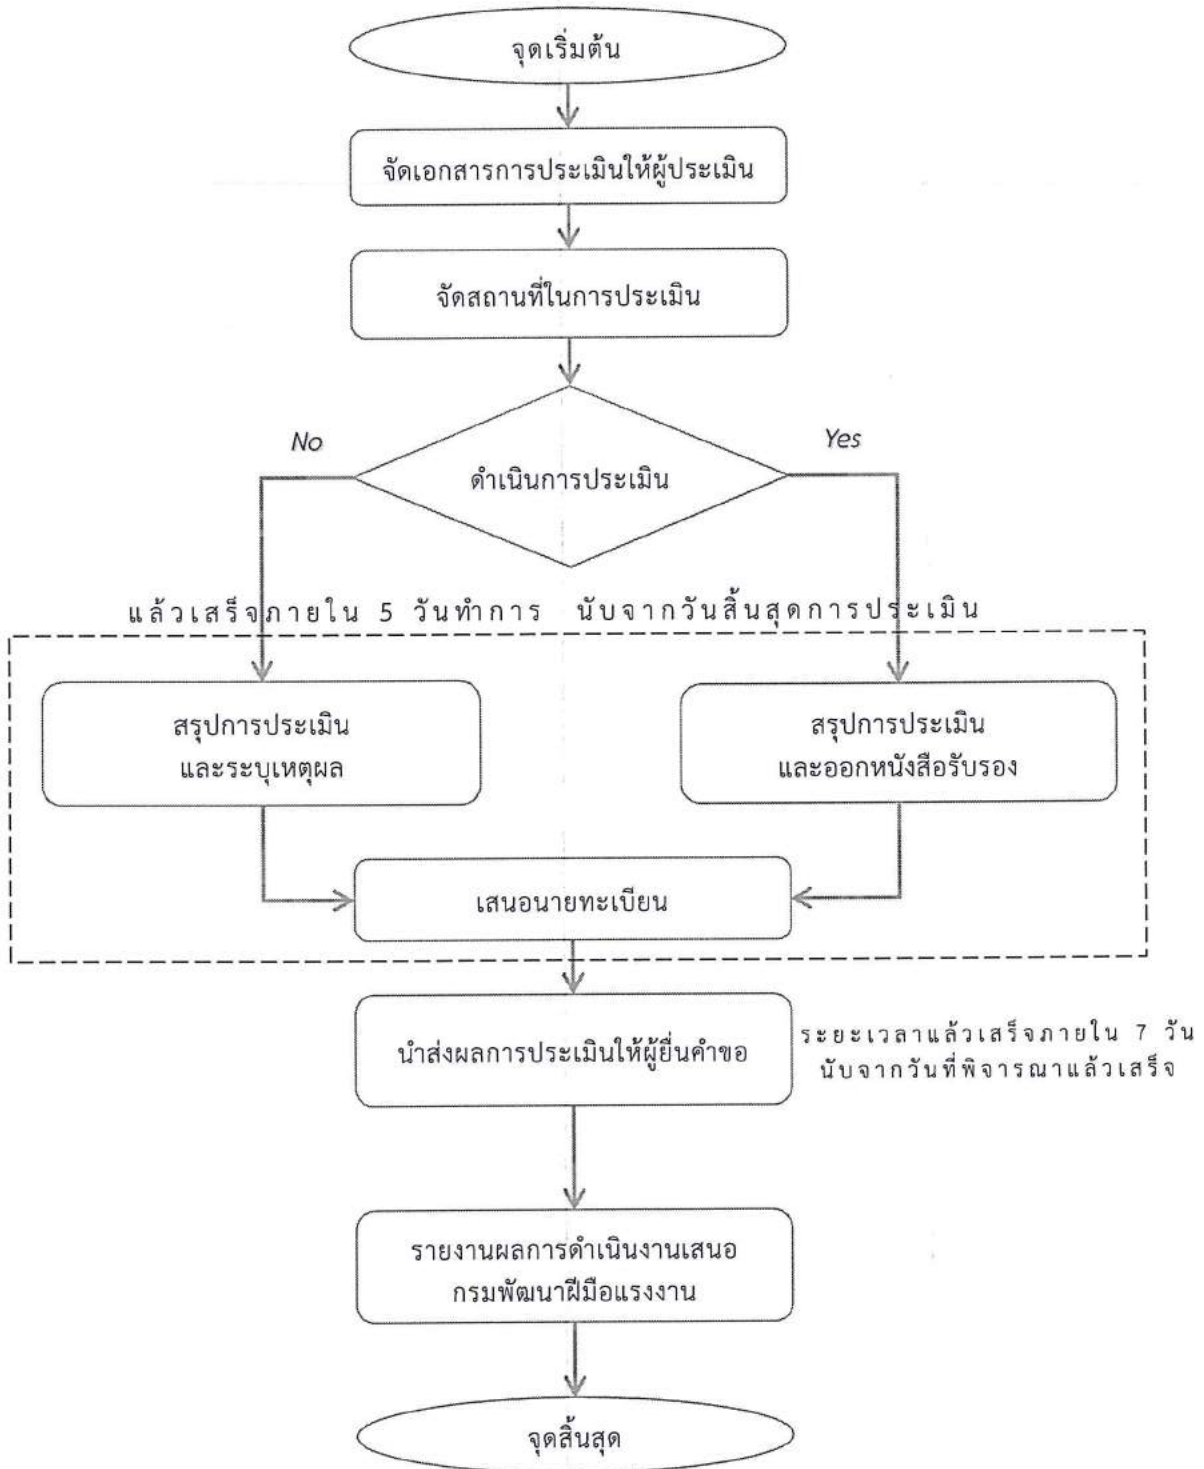 จุดเริ่มต้น
จัดเอกสารการประเมินให้ผู้ประเมิน
จัดสถานที่ในการประเมิน
No
Yes
ดำเนินการประเมิน
แล้วเสร็จภายใน 5 วันทำการ นับจากวันสิ้นสุดการประเมิน
สรุปการประเมิน
และระบุเหตุผล
สรุปการประเมิน
และออกหนังสือรับรอง
เสนอนายทะเบียน
นำส่งผลการประเมินให้ผู้ยื่นคำขอ
ระยะเวลาแล้วเสร็จภายใน 7 วัน
นับจากวันที่พิจารณาแล้วเสร็จ
รายงานผลการดำเนินงานเสนอ
กรมพัฒนาฝีมือแรงงาน
จุดสิ้นสุด